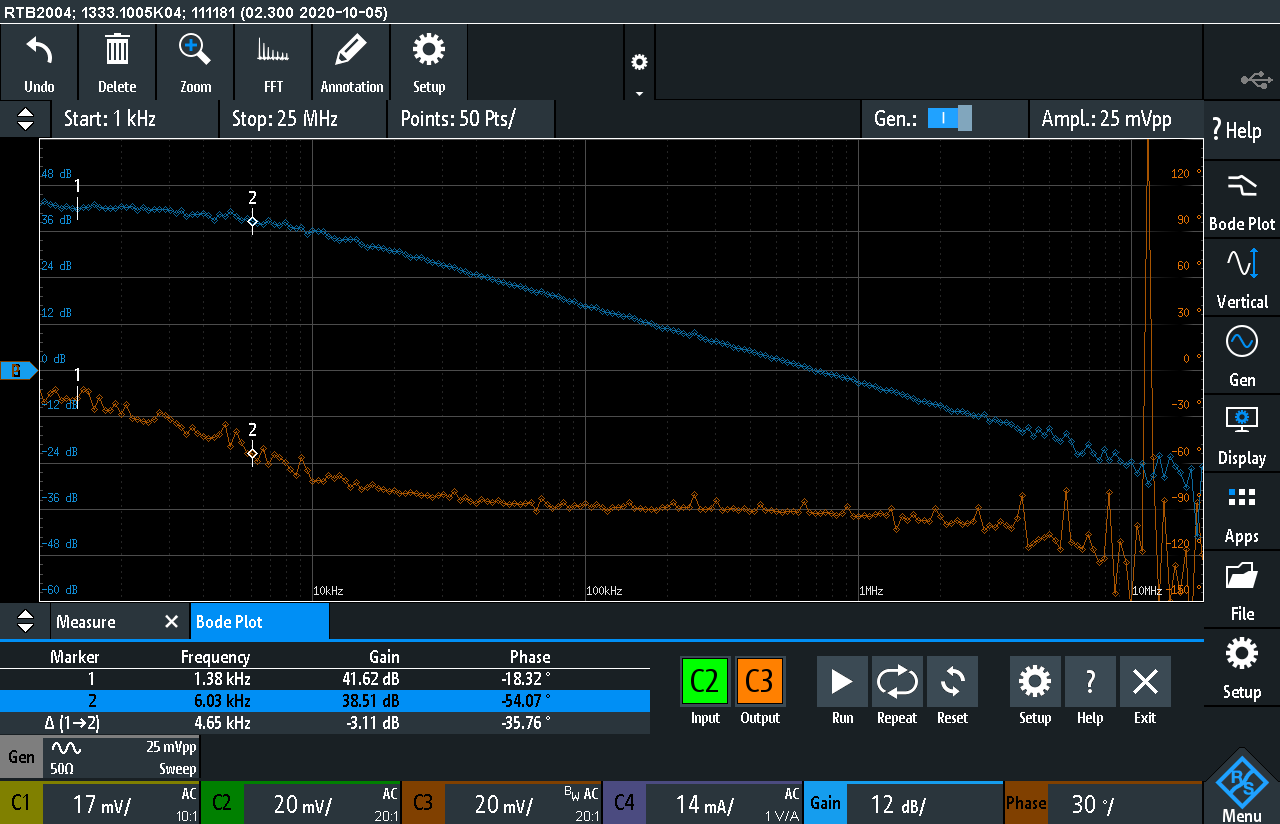 RTB2004; 1333.1005K04; 111181 (02.300 2020-10-05)
Undo Delete Zoom FFT Annotation Setup
Start: 1 kHz Stop: 25 MHz Points: 50 Pts/ Gen.: I Ampl.: 25 mVpp
? Help
Bode Plot
Vertical
Gen
Display
Apps
File
Setup
Menu
48 dB
36 dB
24 dB
12 dB
0 dB
-12 dB
-24 dB
-36 dB
-48 dB
-60 dB
1
2
1
2
120 °
90 °
60 °
30 °
0 °
-30 °
-60 °
-90 °
-120 °
-150 °
10kHz 100kHz 1MHz 10MHz
Measure Bode Plot
Marker Frequency Gain Phase
1 1.38 kHz 41.62 dB -18.32 °
2 6.03 kHz 38.51 dB -54.07 °
Δ (1→2) 4.65 kHz -3.11 dB -35.76 °
C2 C3
Input Output Run Repeat Reset Setup ? Help Exit
Gen 25 mVpp
50Ω Sweep
C1 17 mV/ AC 10:1
C2 20 mV/ AC 20:1
C3 20 mV/ BW AC 20:1
C4 14 mA/ AC 1 V/A
Gain 12 dB/
Phase 30 °/
R S